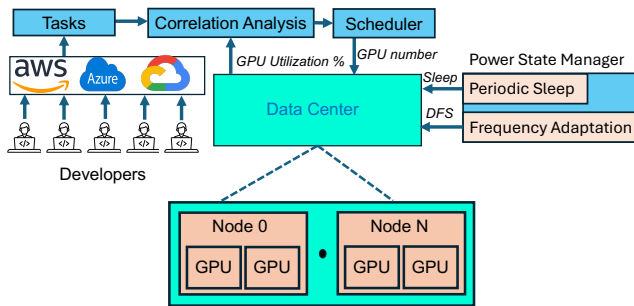 Tasks
Correlation Analysis
Scheduler
GPU Utilization %
GPU number
Power State Manager
aws
Azure
Sleep
Periodic Sleep
Data Center
DFS
Frequency Adaptation
Developers
Node 0
Node N
GPU
GPU
GPU
GPU